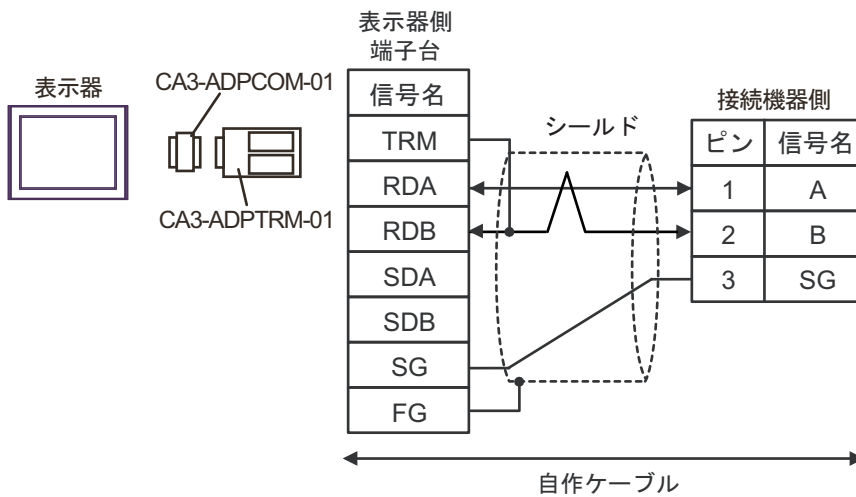 表示器側
端子台
表示器
CA3-ADPCOM-01
CA3-ADPTRM-01
信号名
TRM
RDA
RDB
SDA
SDB
SG
FG
シールド
接続機器側
ピン 信号名
1 A
2 B
3 SG
自作ケーブル